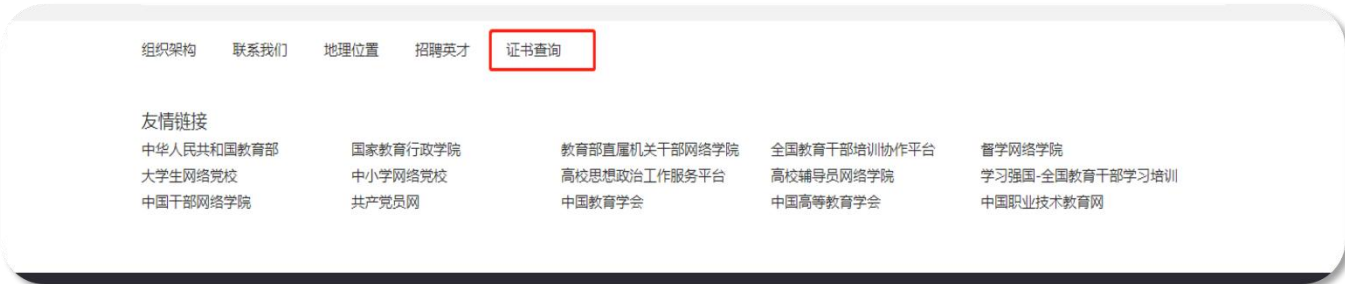 组织架构 联系我们 地理位置 招聘英才 证书查询
友情链接
中华人民共和国教育部 国家教育行政学院 教育部直属机关干部网络学院 全国教育干部培训协作平台 督学网络学院
大学生网络党校 中小学网络党校 高校思想政治工作服务平台 高校辅导员网络学院 学习强国-全国教育干部学习培训
中国干部网络学院 共产党员网 中国教育学会 中国高等教育学会 中国职业技术教育网